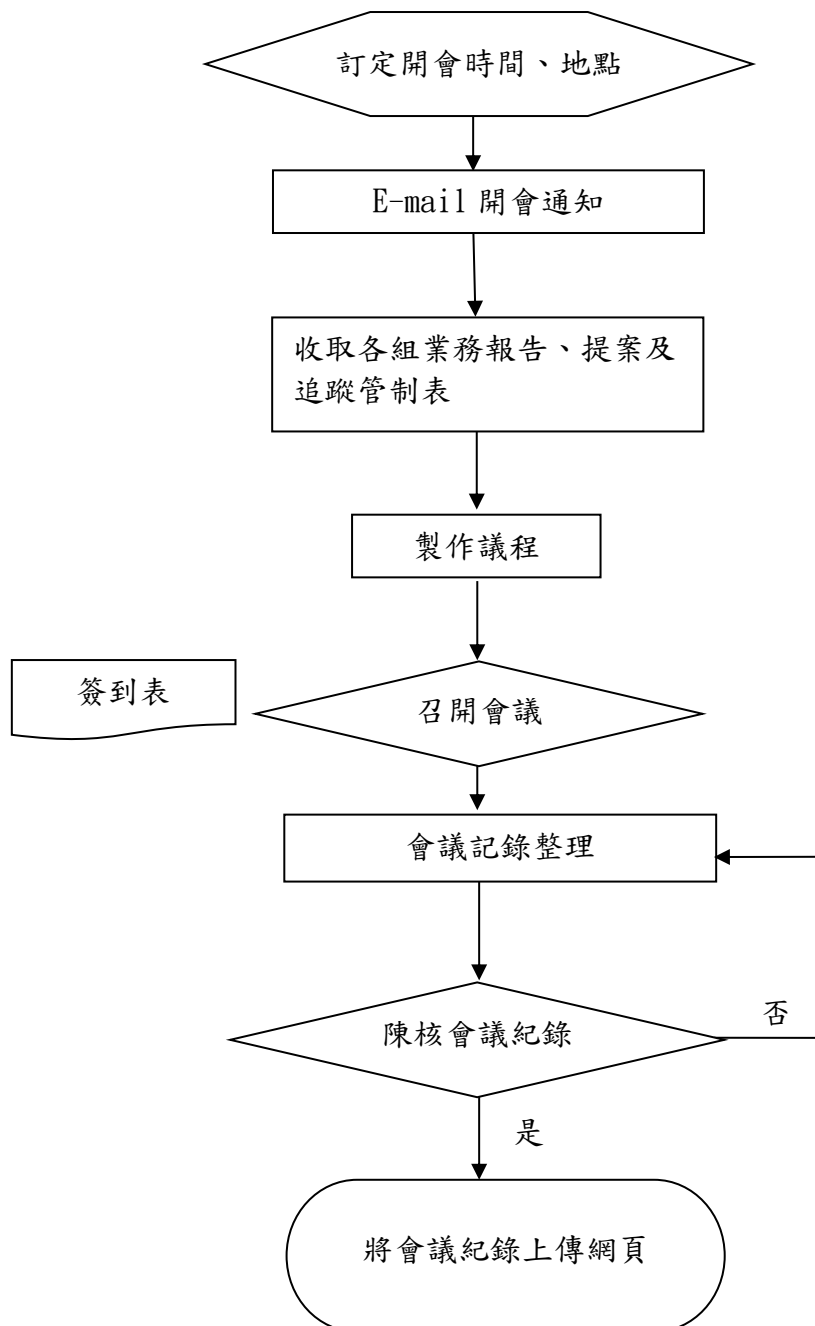 訂定開會時間、地點
E-mail 開會通知
收取各組業務報告、提案及
追蹤管制表
製作議程
簽到表
召開會議
會議記錄整理
陳核會議紀錄
否
是
將會議紀錄上傳網頁